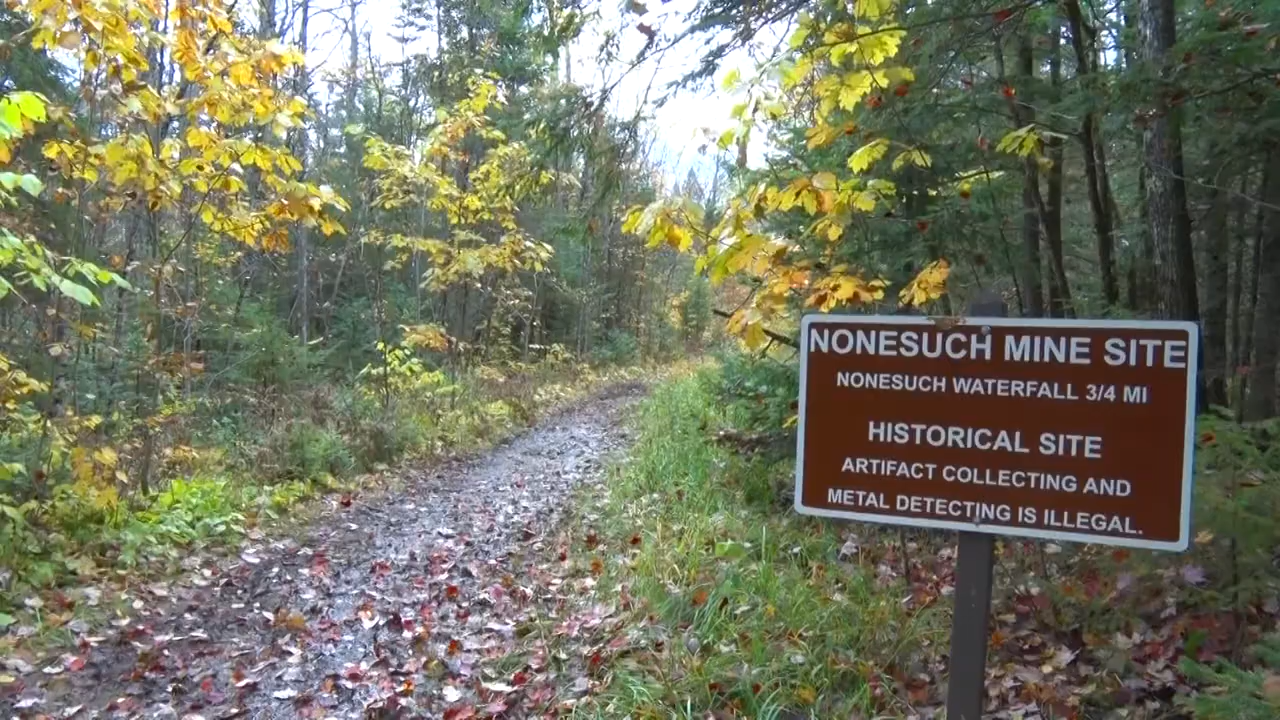 NONESUCH MINE SITE
NONESUCH WATERFALL 3/4 MI
HISTORICAL SITE
ARTIFACT COLLECTING AND
METAL DETECTING IS ILLEGAL.